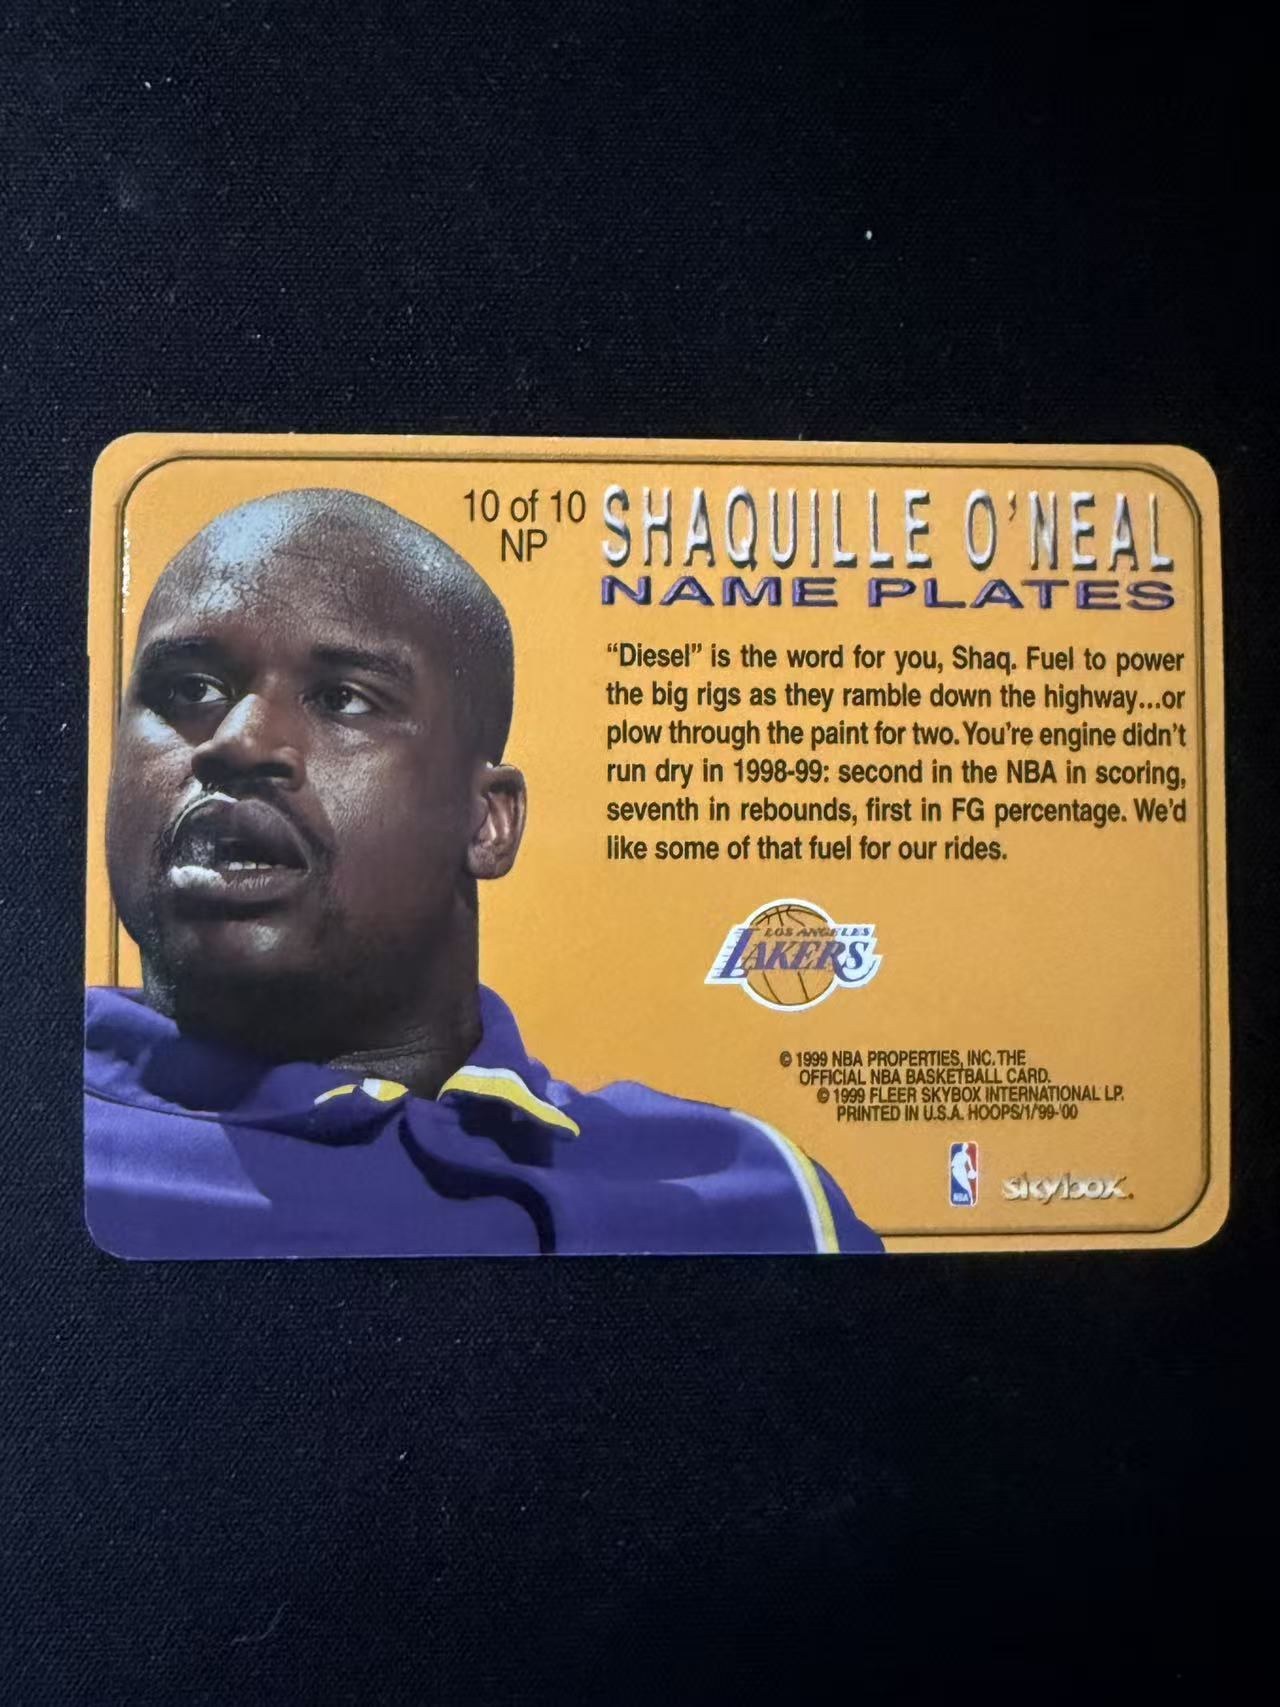 10 of 10
NP
SHAQUILLE O'NEAL
NAME PLATES
“Diesel” is the word for you, Shaq. Fuel to power
the big rigs as they ramble down the highway...or
plow through the paint for two. You're engine didn't
run dry in 1998-99: second in the NBA in scoring,
seventh in rebounds, first in FG percentage. We'd
like some of that fuel for our rides.
LOS ANGELES
LAKERS
© 1999 NBA PROPERTIES, INC. THE
OFFICIAL NBA BASKETBALL CARD.
© 1999 FLEER SKYBOX INTERNATIONAL LP.
PRINTED IN U.S.A. HOOPS/1/'99-'00
NBA
skybox.